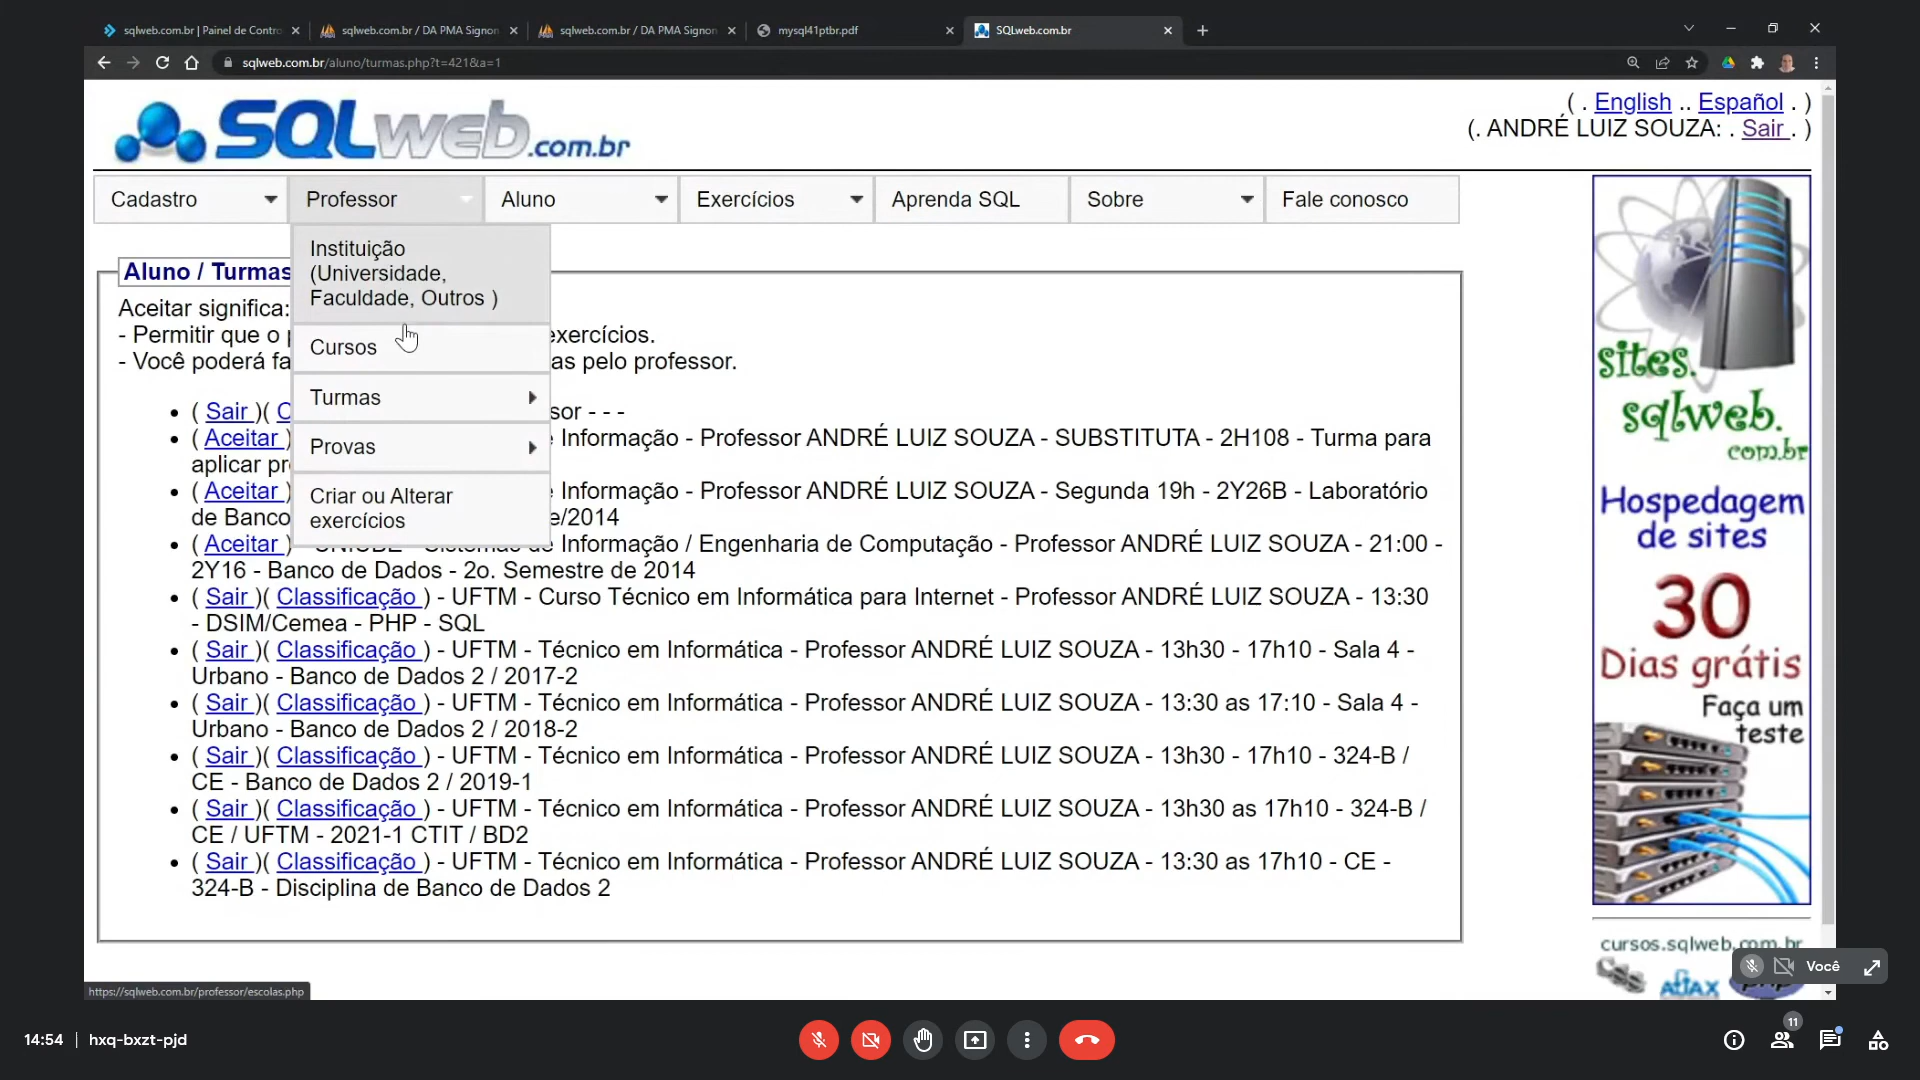 sqlweb.com.br | Painel de Contro
sqlweb.com.br / DA PMA Signon
sqlweb.com.br / DA PMA Signon
mysql41ptbr.pdf
SQLweb.com.br
sqlweb.com.br/aluno/turmas.php?t=421&a=1
SQLweb.com.br
( . English .. Español . )
(. ANDRÉ LUIZ SOUZA: . Sair . )
Cadastro
Professor
Aluno
Exercícios
Aprenda SQL
Sobre
Fale conosco
Instituição
(Universidade,
Faculdade, Outros )
Cursos
Turmas
Provas
Criar ou Alterar
exercícios
Aluno / Turmas
Aceitar significa:
- Permitir que o p exercícios.
- Você poderá fa as pelo professor.
( Sair )( C sor - - -
( Aceitar ) Informação - Professor ANDRÉ LUIZ SOUZA - SUBSTITUTA - 2H108 - Turma para
aplicar pr
( Aceitar ) Informação - Professor ANDRÉ LUIZ SOUZA - Segunda 19h - 2Y26B - Laboratório
de Banco e/2014
( Aceitar ) - UNIUBE - Sistemas de Informação / Engenharia de Computação - Professor ANDRÉ LUIZ SOUZA - 21:00 -
2Y16 - Banco de Dados - 2o. Semestre de 2014
( Sair )( Classificação ) - UFTM - Curso Técnico em Informática para Internet - Professor ANDRÉ LUIZ SOUZA - 13:30
- DSIM/Cemea - PHP - SQL
( Sair )( Classificação ) - UFTM - Técnico em Informática - Professor ANDRÉ LUIZ SOUZA - 13h30 - 17h10 - Sala 4 -
Urbano - Banco de Dados 2 / 2017-2
( Sair )( Classificação ) - UFTM - Técnico em Informática - Professor ANDRÉ LUIZ SOUZA - 13:30 as 17:10 - Sala 4 -
Urbano - Banco de Dados 2 / 2018-2
( Sair )( Classificação ) - UFTM - Técnico em Informática - Professor ANDRÉ LUIZ SOUZA - 13h30 - 17h10 - 324-B /
CE - Banco de Dados 2 / 2019-1
( Sair )( Classificação ) - UFTM - Técnico em Informática - Professor ANDRÉ LUIZ SOUZA - 13h30 as 17h10 - 324-B /
CE / UFTM - 2021-1 CTIT / BD2
( Sair )( Classificação ) - UFTM - Técnico em Informática - Professor ANDRÉ LUIZ SOUZA - 13:30 as 17h10 - CE -
324-B - Disciplina de Banco de Dados 2
sites.
sqlweb.
com.br
Hospedagem
de sites
30
Dias grátis
Faça um
teste
cursos.sqlweb.com.br
CSS
AJAX
php
Você
https://sqlweb.com.br/professor/escolas.php
14:54 | hxq-bxzt-pjd
11